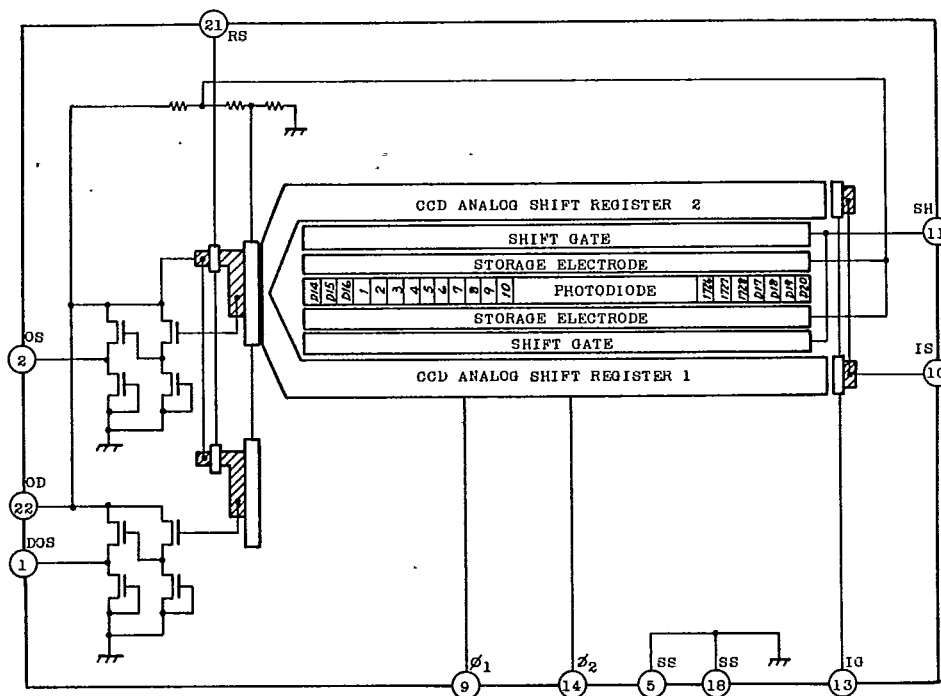 21
RS
CCD ANALOG SHIFT REGISTER 2
SH
11
SHIFT GATE
STORAGE ELECTRODE
D14 D15 D16 1 2 3 4 5 6 7 8 9 10 PHOTODIODE 1726 1727 1728 D17 D18 D19 D20
STORAGE ELECTRODE
SHIFT GATE
OS
2
IS
10
CCD ANALOG SHIFT REGISTER 1
OD
22
DOS
1
ø1
9
ø2
14
SS
5
SS
18
IG
13